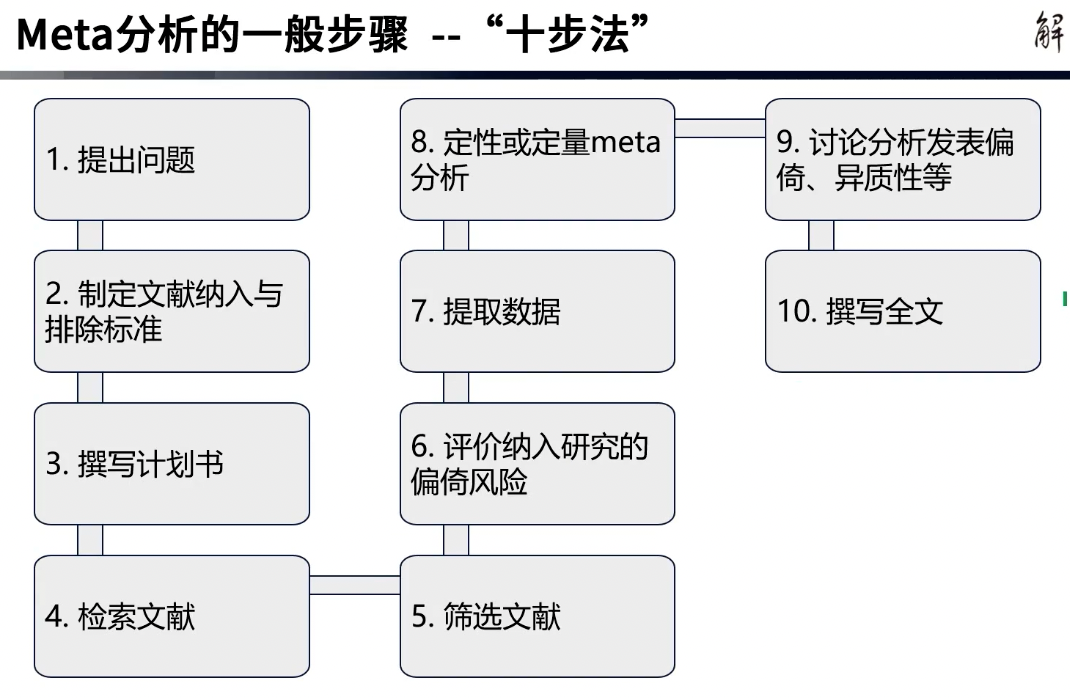 Meta分析的一般步骤 --“十步法”
解
1. 提出问题
2. 制定文献纳入与
排除标准
3. 撰写计划书
4. 检索文献
5. 筛选文献
6. 评价纳入研究的
偏倚风险
7. 提取数据
8. 定性或定量meta
分析
9. 讨论分析发表偏
倚、异质性等
10. 撰写全文